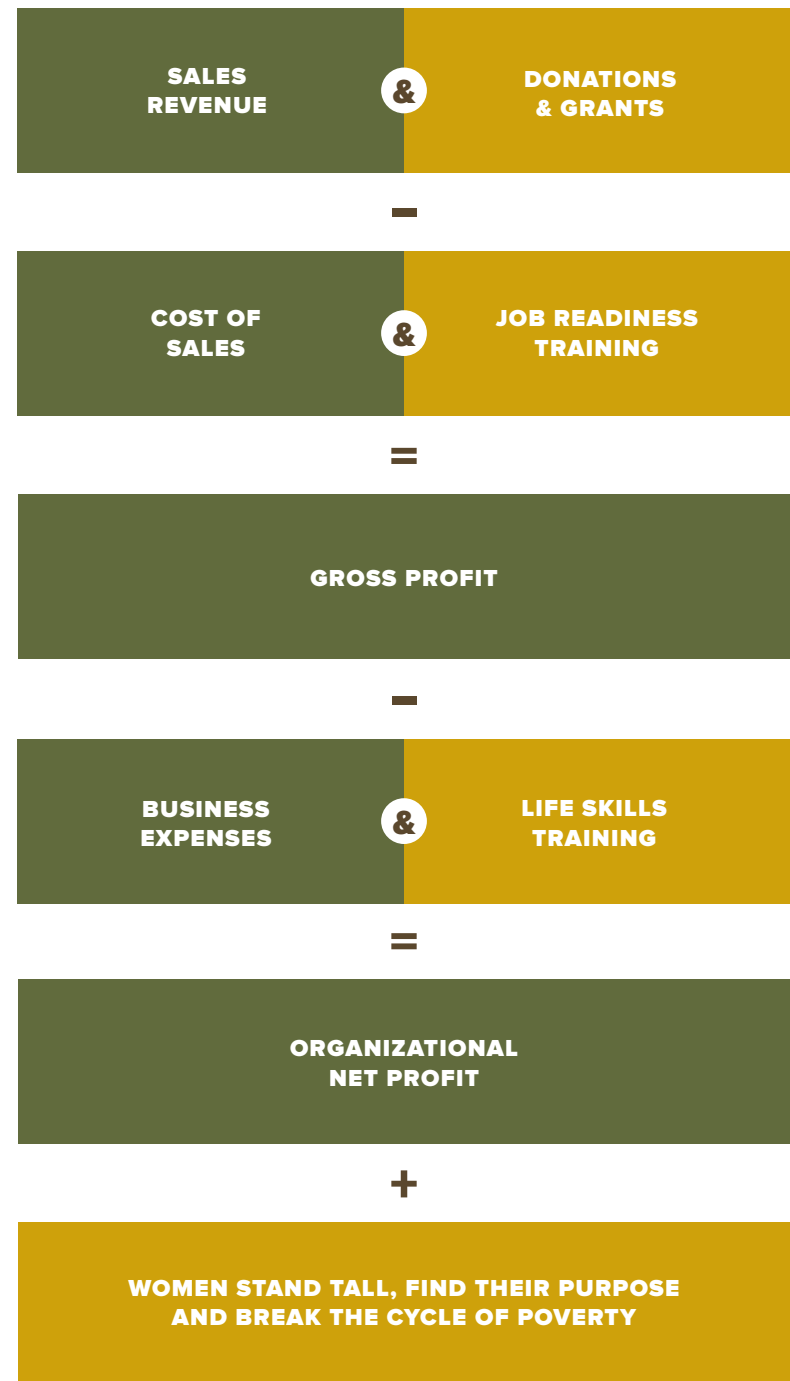 SALES
REVENUE
&
DONATIONS
& GRANTS
-
COST OF
SALES
&
JOB READINESS
TRAINING
=
GROSS PROFIT
-
BUSINESS
EXPENSES
&
LIFE SKILLS
TRAINING
=
ORGANIZATIONAL
NET PROFIT
+
WOMEN STAND TALL, FIND THEIR PURPOSE
AND BREAK THE CYCLE OF POVERTY